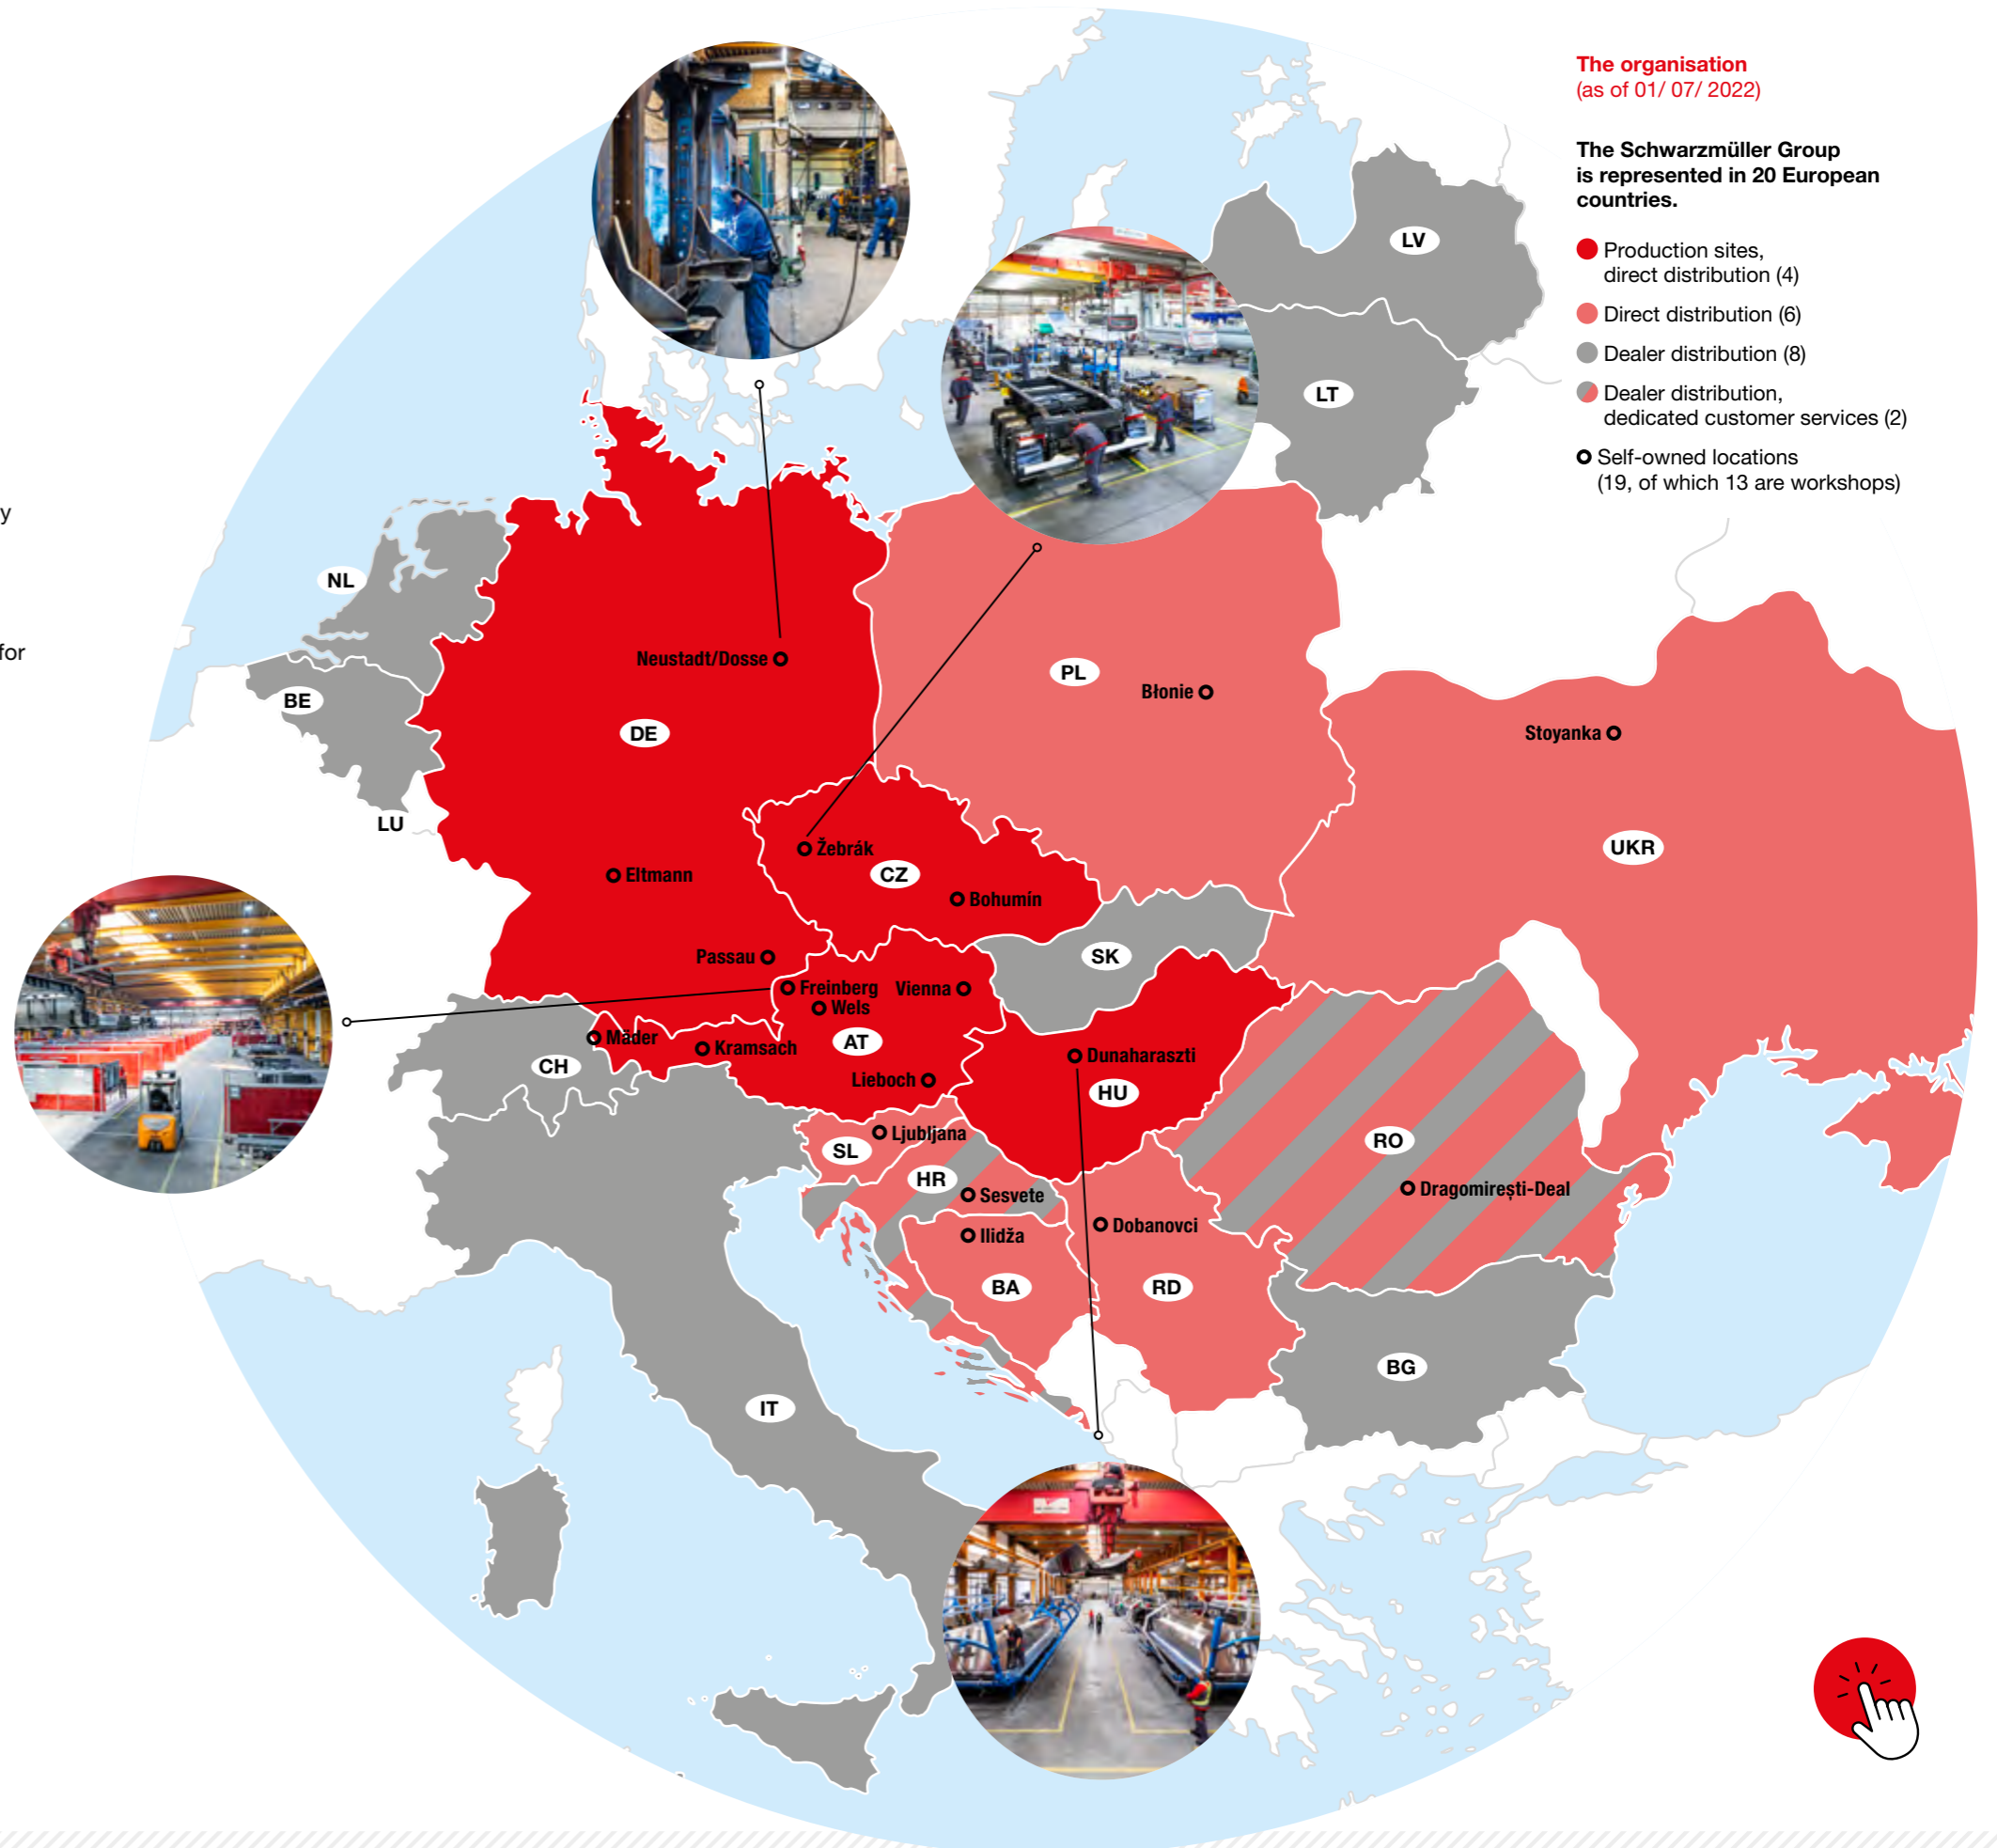 The organisation
(as of 01/ 07/ 2022)
The Schwarzmüller Group
is represented in 20 European
countries.
Production sites,
direct distribution (4)
Direct distribution (6)
Dealer distribution (8)
Dealer distribution,
dedicated customer services (2)
Self-owned locations
(19, of which 13 are workshops)
y
for
LV
LT
NL
Neustadt/Dosse
PL
Błonie
BE
DE
Stoyanka
LU
UKR
Žebrák
CZ
Eltmann
Bohumín
Passau
SK
Freinberg
Vienna
Wels
Mäder
AT
Kramsach
Dunaharaszti
CH
Lieboch
HU
Ljubljana
SL
RO
HR
Sesvete
Dragomirești-Deal
Ilidža
Dobanovci
BA
RD
BG
IT